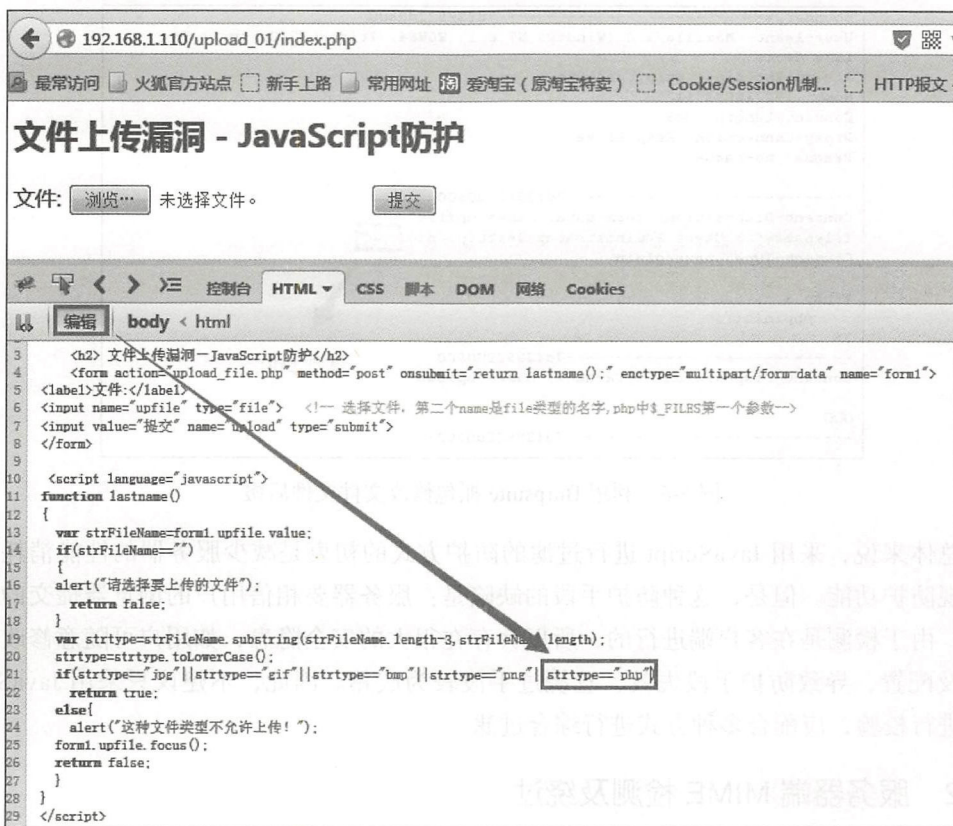 192.168.1.110/upload_01/index.php
最常访问 火狐官方站点 新手上路 常用网址 淘 爱淘宝(原淘宝特卖) Cookie/Session机制... HTTP报文
文件上传漏洞 - JavaScript防护
文件: 浏览… 未选择文件。 提交
控制台 HTML CSS 脚本 DOM 网络 Cookies
编辑 body < html
3 <h2> 文件上传漏洞—JavaScript防护</h2>
4 <form action="upload_file.php" method="post" onsubmit="return lastname();" enctype="multipart/form-data" name="form1">
5 <label>文件:</label>
6 <input name="upfile" type="file"> <!-- 选择文件, 第二个name是file类型的名字,php中$_FILES第一个参数-->
7 <input value="提交" name="upload" type="submit">
8 </form>
9
10 <script language="javascript">
11 function lastname()
12 {
13 var strFileName=form1.upfile.value;
14 if(strFileName=="")
15 {
16 alert("请选择要上传的文件");
17 return false;
18 }
19 var strtype=strFileName.substring(strFileName.length-3,strFileName.length);
20 strtype=strtype.toLowerCase();
21 if(strtype=="jpg"||strtype=="gif"||strtype=="bmp"||strtype=="png"||strtype=="php")
22 return true;
23 else{
24 alert("这种文件类型不允许上传!");
25 form1.upfile.focus();
26 return false;
27 }
28 }
29 </script>